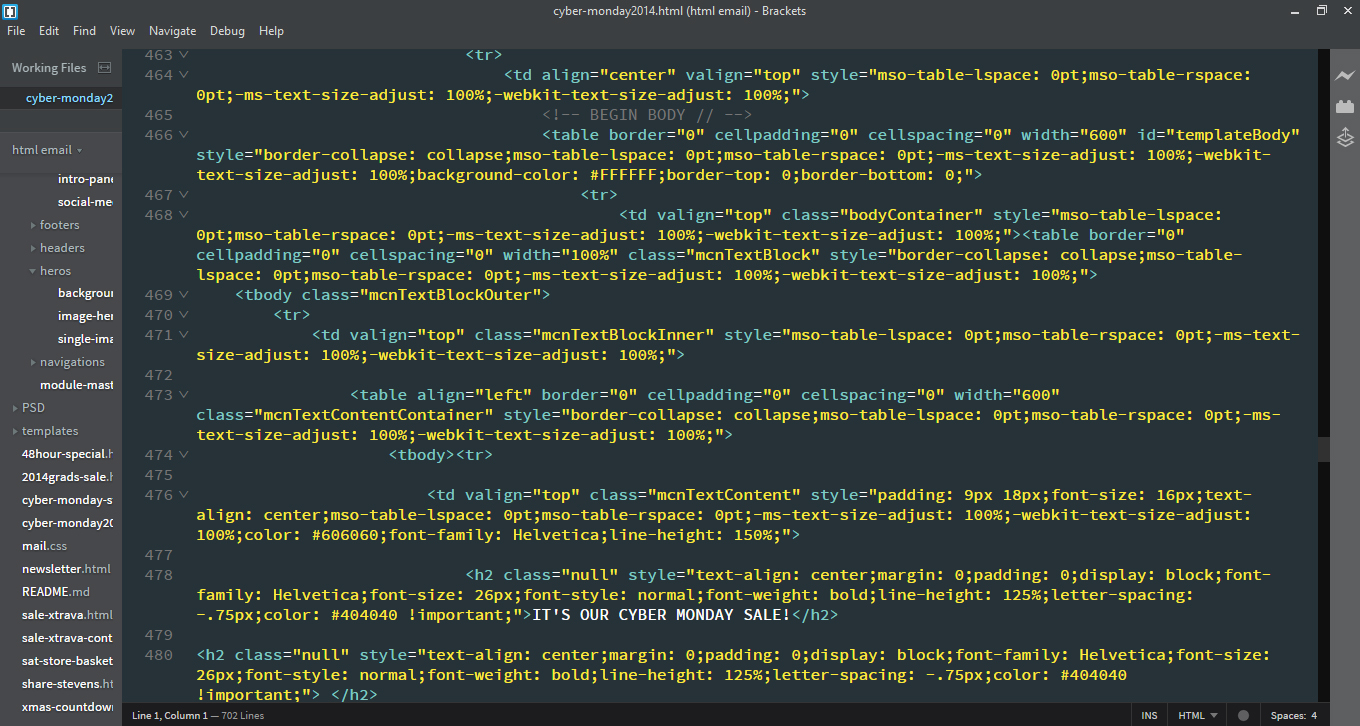 cyber-monday2014.html (html email) - Brackets
File Edit Find View Navigate Debug Help
Working Files
cyber-monday2
html email
intro-pane
social-me
footers
headers
heros
backgroun
image-her
single-ima
navigations
module-mast
PSD
templates
48hour-special.h
2014grads-sale.h
cyber-monday-s
cyber-monday20
mail.css
newsletter.html
README.md
sale-xtrava.html
sale-xtrava-cont
sat-store-basket
share-stevens.ht
xmas-countdown
463 <tr>
464 <td align="center" valign="top" style="mso-table-lspace: 0pt;mso-table-rspace:
0pt;-ms-text-size-adjust: 100%;-webkit-text-size-adjust: 100%;">
465 <!-- BEGIN BODY // -->
466 <table border="0" cellpadding="0" cellspacing="0" width="600" id="templateBody"
style="border-collapse: collapse;mso-table-lspace: 0pt;mso-table-rspace: 0pt;-ms-text-size-adjust: 100%;-webkit-
text-size-adjust: 100%;background-color: #FFFFFF;border-top: 0;border-bottom: 0;">
467 <tr>
468 <td valign="top" class="bodyContainer" style="mso-table-lspace:
0pt;mso-table-rspace: 0pt;-ms-text-size-adjust: 100%;-webkit-text-size-adjust: 100%;"><table border="0"
cellpadding="0" cellspacing="0" width="100%" class="mcnTextBlock" style="border-collapse: collapse;mso-table-
lspace: 0pt;mso-table-rspace: 0pt;-ms-text-size-adjust: 100%;-webkit-text-size-adjust: 100%;">
469 <tbody class="mcnTextBlockOuter">
470 <tr>
471 <td valign="top" class="mcnTextBlockInner" style="mso-table-lspace: 0pt;mso-table-rspace: 0pt;-ms-text-
size-adjust: 100%;-webkit-text-size-adjust: 100%;">
472
473 <table align="left" border="0" cellpadding="0" cellspacing="0" width="600"
class="mcnTextContentContainer" style="border-collapse: collapse;mso-table-lspace: 0pt;mso-table-rspace: 0pt;-ms-
text-size-adjust: 100%;-webkit-text-size-adjust: 100%;">
474 <tbody><tr>
475
476 <td valign="top" class="mcnTextContent" style="padding: 9px 18px;font-size: 16px;text-
align: center;mso-table-lspace: 0pt;mso-table-rspace: 0pt;-ms-text-size-adjust: 100%;-webkit-text-size-adjust:
100%;color: #606060;font-family: Helvetica;line-height: 150%;">
477
478 <h2 class="null" style="text-align: center;margin: 0;padding: 0;display: block;font-
family: Helvetica;font-size: 26px;font-style: normal;font-weight: bold;line-height: 125%;letter-spacing:
-.75px;color: #404040 !important;">IT'S OUR CYBER MONDAY SALE!</h2>
479
480 <h2 class="null" style="text-align: center;margin: 0;padding: 0;display: block;font-family: Helvetica;font-size:
26px;font-style: normal;font-weight: bold;line-height: 125%;letter-spacing: -.75px;color: #404040
!important;"> </h2>
Line 1, Column 1 — 702 Lines
INS HTML Spaces: 4